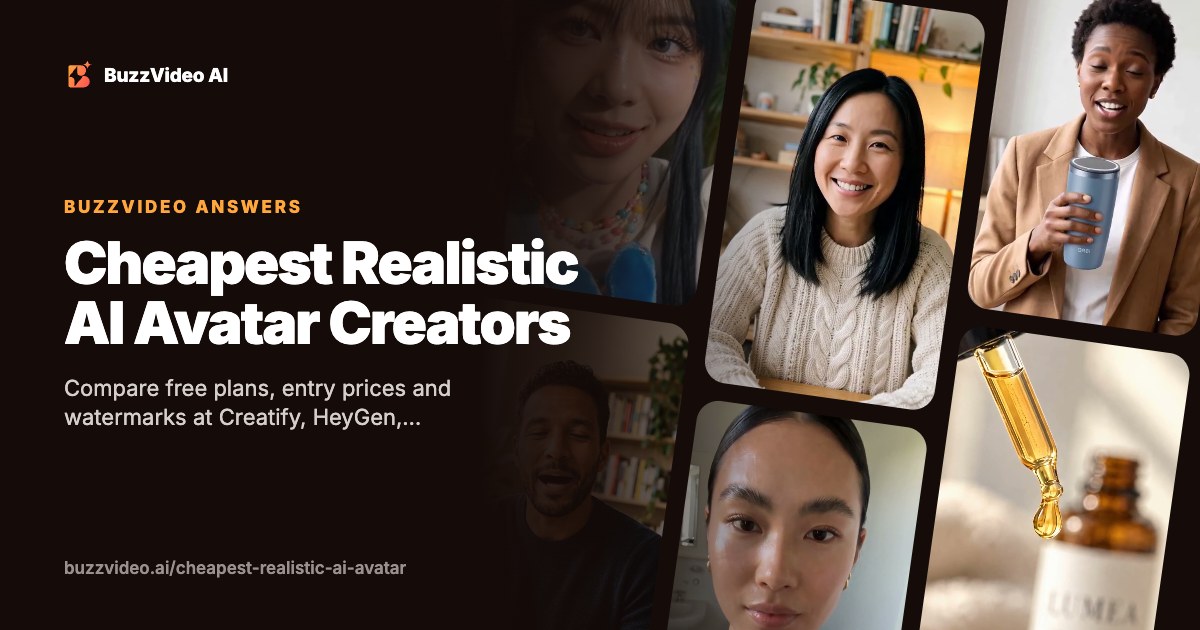 BuzzVideo AI
BUZZVIDEO ANSWERS
Cheapest Realistic
AI Avatar Creators
Compare free plans, entry prices and
watermarks at Creatify, HeyGen,...
buzzvideo.ai/cheapest-realistic-ai-avatar
LUMEA